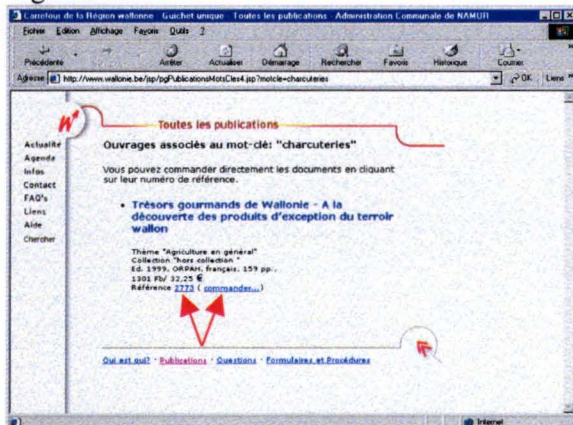 Carrefour de la Région wallonne - Guichet unique - Toutes les publications - Administration Communale de NAMUR
Fichier Edition Affichage Favoris Outils ?
Précédente Arrêter Actualiser Démarrage Rechercher Favoris Historique Courrier
Adresse http://www.wallonie.be/jsp/pgPublicationsMotsCles4.jsp?motcle=charcuteries OK Liens
W
Toutes les publications
Actualité
Agenda
Infos
Contact
FAQ's
Liens
Aide
Chercher
Ouvrages associés au mot-clé: "charcuteries"
Vous pouvez commander directement les documents en cliquant
sur leur numéro de référence.
• Trésors gourmands de Wallonie - A la
découverte des produits d'exception du terroir
wallon
Thème "Agriculture en général"
Collection "hors collection "
Ed. 1999, ORPAH, français, 159 pp.,
1301 Fb/ 32,25 €
Référence 2773 ( commander...)
Qui est qui? · Publications · Questions · Formulaires et Procédures
Internet